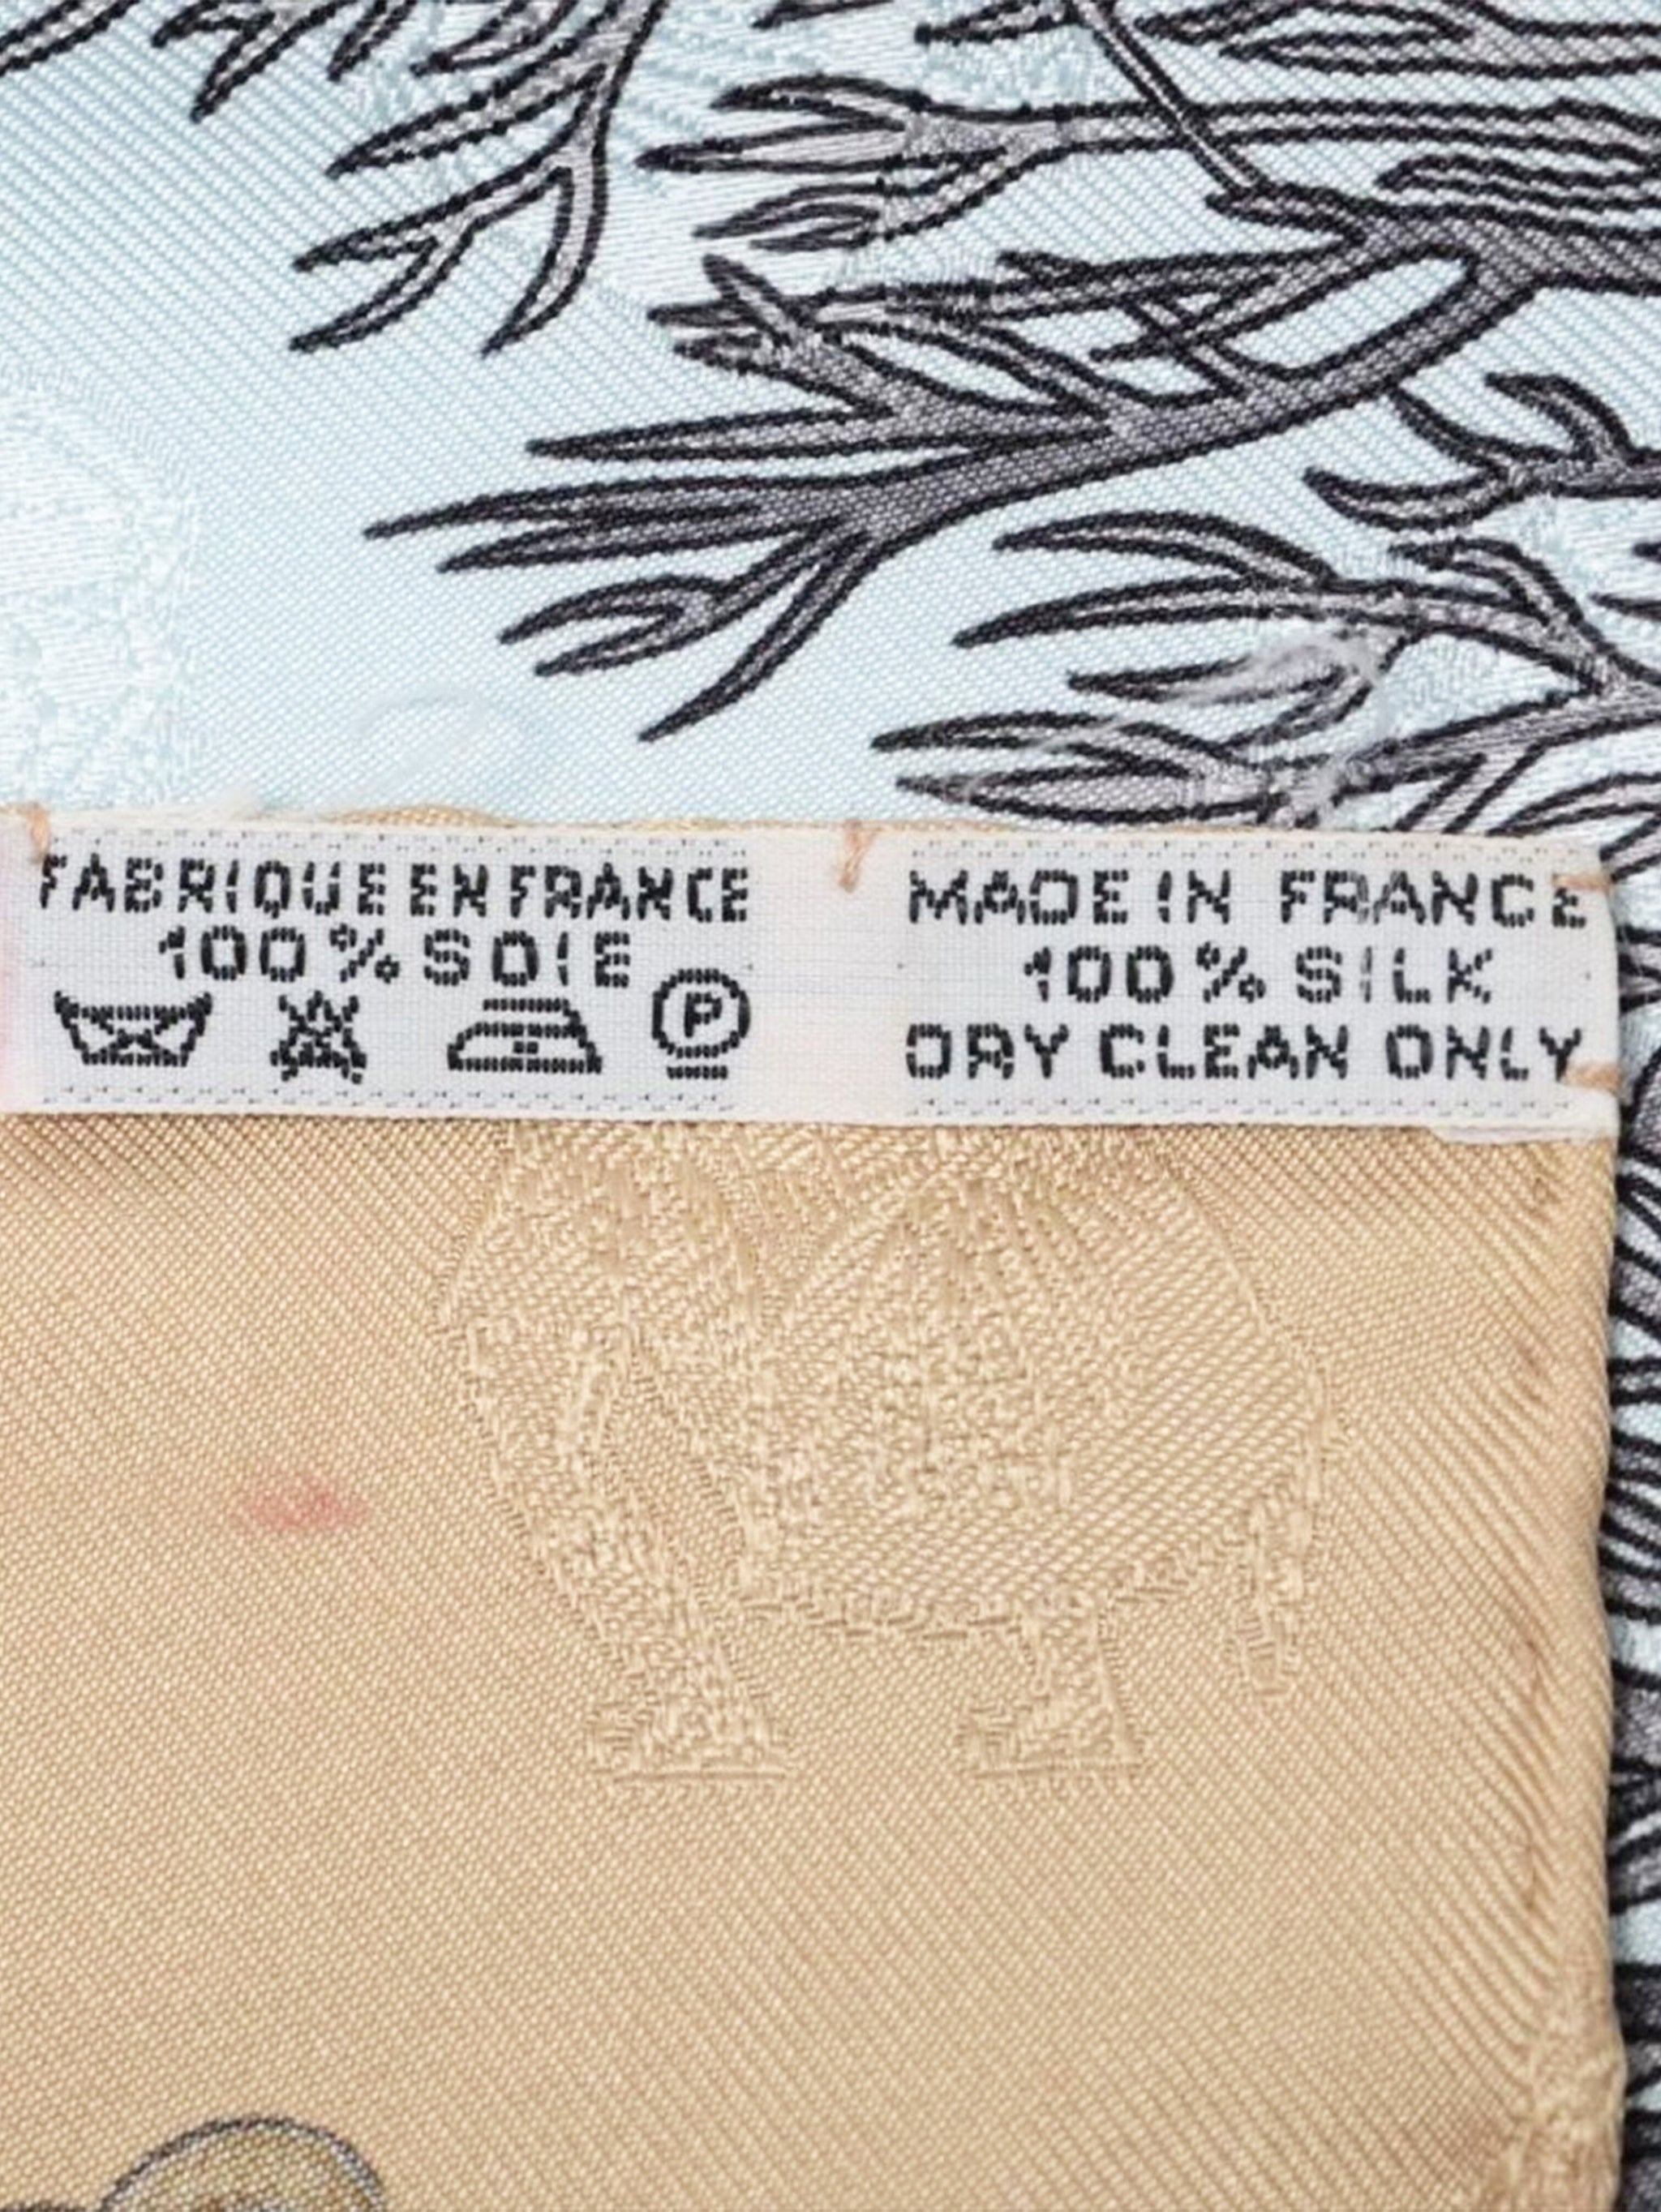 FABRIQUE EN FRANCE
100% SOIE
P
MADE IN FRANCE
100% SILK
DRY CLEAN ONLY